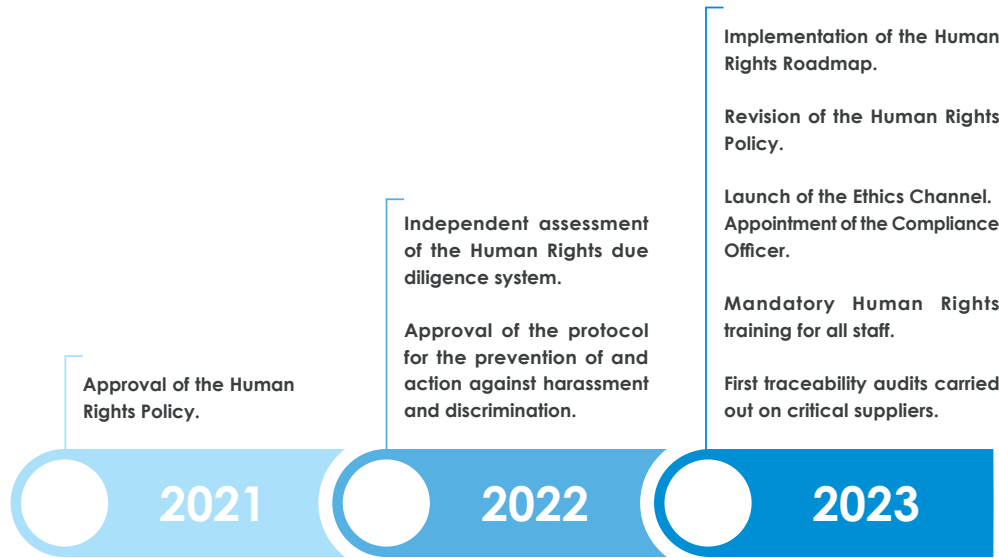 Approval of the Human
Rights Policy.
2021
Independent assessment
of the Human Rights due
diligence system.
Approval of the protocol
for the prevention of and
action against harassment
and discrimination.
2022
Implementation of the Human
Rights Roadmap.
Revision of the Human Rights
Policy.
Launch of the Ethics Channel.
Appointment of the Compliance
Officer.
Mandatory Human Rights
training for all staff.
First traceability audits carried
out on critical suppliers.
2023